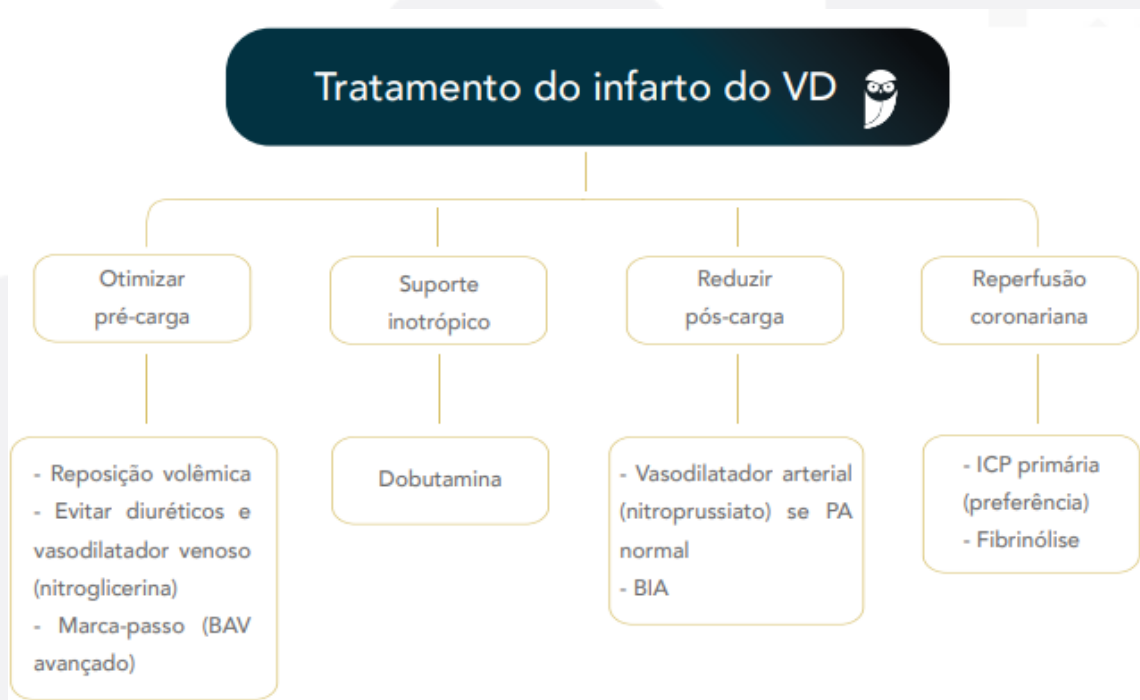 Tratamento do infarto do VD
Otimizar
pré-carga
Suporte
inotrópico
Reduzir
pós-carga
Reperfusão
coronariana
- Reposição volêmica
- Evitar diuréticos e
vasodilatador venoso
(nitroglicerina)
- Marca-passo (BAV
avançado)
Dobutamina
- Vasodilatador arterial
(nitroprussiato) se PA
normal
- BIA
- ICP primária
(preferência)
- Fibrinólise